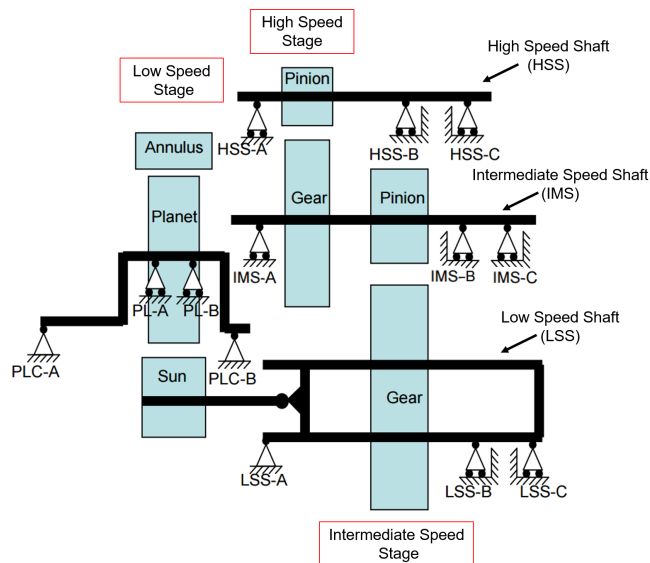 High Speed
Stage
High Speed Shaft
(HSS)
Low Speed
Stage
Pinion
Annulus
HSS-A
HSS-B
HSS-C
Intermediate Speed Shaft
(IMS)
Planet
Gear
Pinion
IMS-A
IMS-B
IMS-C
PL-A
PL-B
Low Speed Shaft
(LSS)
PLC-A
PLC-B
Sun
Gear
LSS-A
LSS-B
LSS-C
Intermediate Speed
Stage